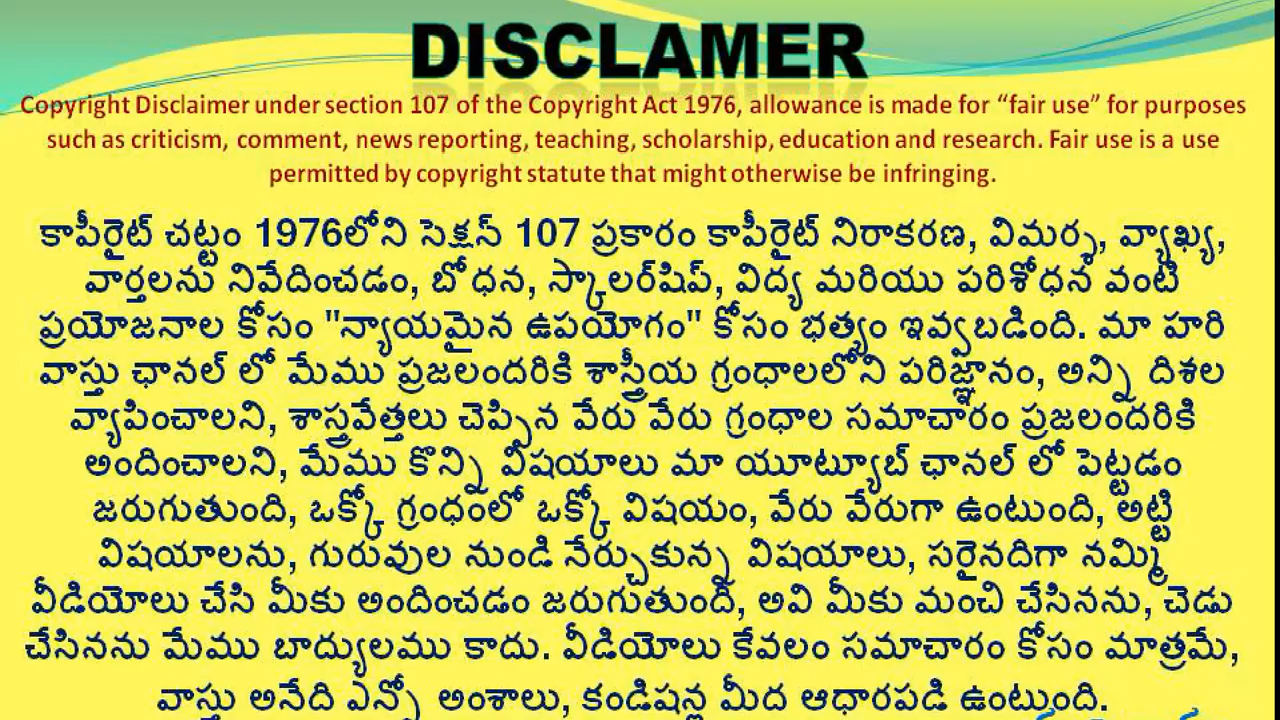 DISCLAMER
Copyright Disclaimer under section 107 of the Copyright Act 1976, allowance is made for “fair use” for purposes
such as criticism, comment, news reporting, teaching, scholarship, education and research. Fair use is a use
permitted by copyright statute that might otherwise be infringing.
కాపీరైట్ చట్టం 1976లోని సెక్షన్ 107 ప్రకారం కాపీరైట్ నిరాకరణ, విమర్శ, వ్యాఖ్య,
వార్తలను నివేదించడం, బోధన, స్కాలర్‌షిప్, విద్య మరియు పరిశోధన వంటి
ప్రయోజనాల కోసం "న్యాయమైన ఉపయోగం" కోసం భత్యం ఇవ్వబడింది. మా హరి
వాస్తు ఛానల్ లో మేము ప్రజలందరికి శాస్త్రీయ గ్రంధాలలోని పరిజ్ఞానం, అన్ని దిశల
వ్యాపించాలని, శాస్త్రవేత్తలు చెప్పిన వేరు వేరు గ్రంధాల సమాచారం ప్రజలందరికి
అందించాలని, మేము కొన్ని విషయాలు మా యూట్యూబ్ ఛానల్ లో పెట్టడం
జరుగుతుంది, ఒక్కో గ్రంధంలో ఒక్కో విషయం, వేరు వేరుగా ఉంటుంది, అట్టి
విషయాలను, గురువుల నుండి నేర్చుకున్న విషయాలు, సరైనదిగా నమ్మి
వీడియోలు చేసి మీకు అందించడం జరుగుతుంది, అవి మీకు మంచి చేసినను, చెడు
చేసినను మేము బాద్యులము కాదు. వీడియోలు కేవలం సమాచారం కోసం మాత్రమే,
వాస్తు అనేది ఎన్నో అంశాలు, కండిషన్ల మీద ఆధారపడి ఉంటుంది.